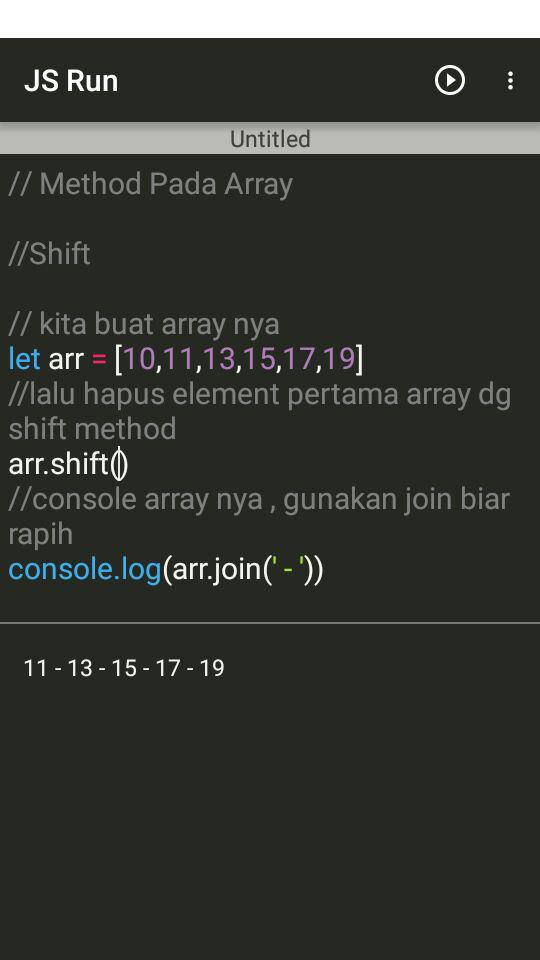 JS Run
Untitled
// Method Pada Array
//Shift
// kita buat array nya
let arr = [10,11,13,15,17,19]
//lalu hapus element pertama array dg
shift method
arr.shift()
//console array nya , gunakan join biar
rapih
console.log(arr.join(' - '))
11 - 13 - 15 - 17 - 19